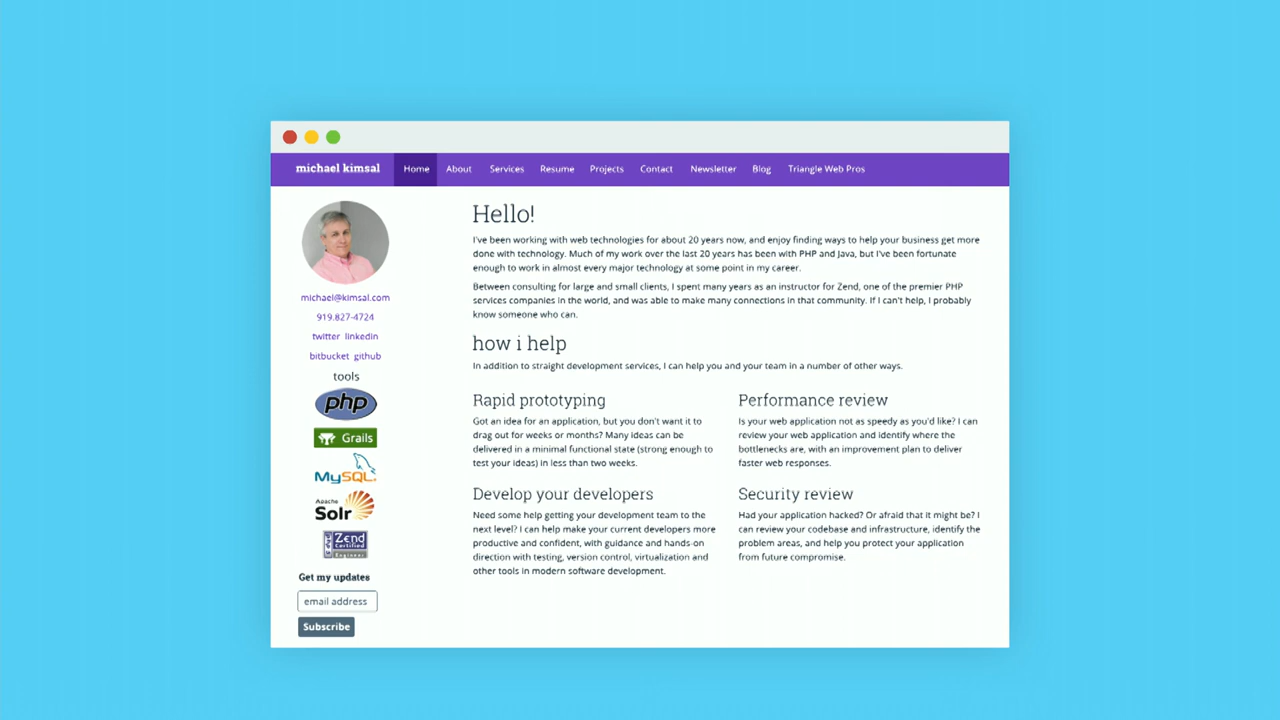 michael kimsal Home About Services Resume Projects Contact Newsletter Blog Triangle Web Pros
michael@kimsal.com
919.827-4724
twitter linkedin
bitbucket github
tools
php
Grails
MySQL
Apache
Solr
Zend
Certified
Engineer
Get my updates
email address
Subscribe
Hello!
I've been working with web technologies for about 20 years now, and enjoy finding ways to help your business get more
done with technology. Much of my work over the last 20 years has been with PHP and Java, but I've been fortunate
enough to work in almost every major technology at some point in my career.
Between consulting for large and small clients, I spent many years as an instructor for Zend, one of the premier PHP
services companies in the world, and was able to make many connections in that community. If I can't help, I probably
know someone who can.
how i help
In addition to straight development services, I can help you and your team in a number of other ways.
Rapid prototyping
Got an idea for an application, but you don't want it to
drag out for weeks or months? Many ideas can be
delivered in a minimal functional state (strong enough to
test your ideas) in less than two weeks.
Performance review
Is your web application not as speedy as you'd like? I can
review your web application and identify where the
bottlenecks are, with an improvement plan to deliver
faster web responses.
Develop your developers
Need some help getting your development team to the
next level? I can help make your current developers more
productive and confident, with guidance and hands-on
direction with testing, version control, virtualization and
other tools in modern software development.
Security review
Had your application hacked? Or afraid that it might be? I
can review your codebase and infrastructure, identify the
problem areas, and help you protect your application
from future compromise.